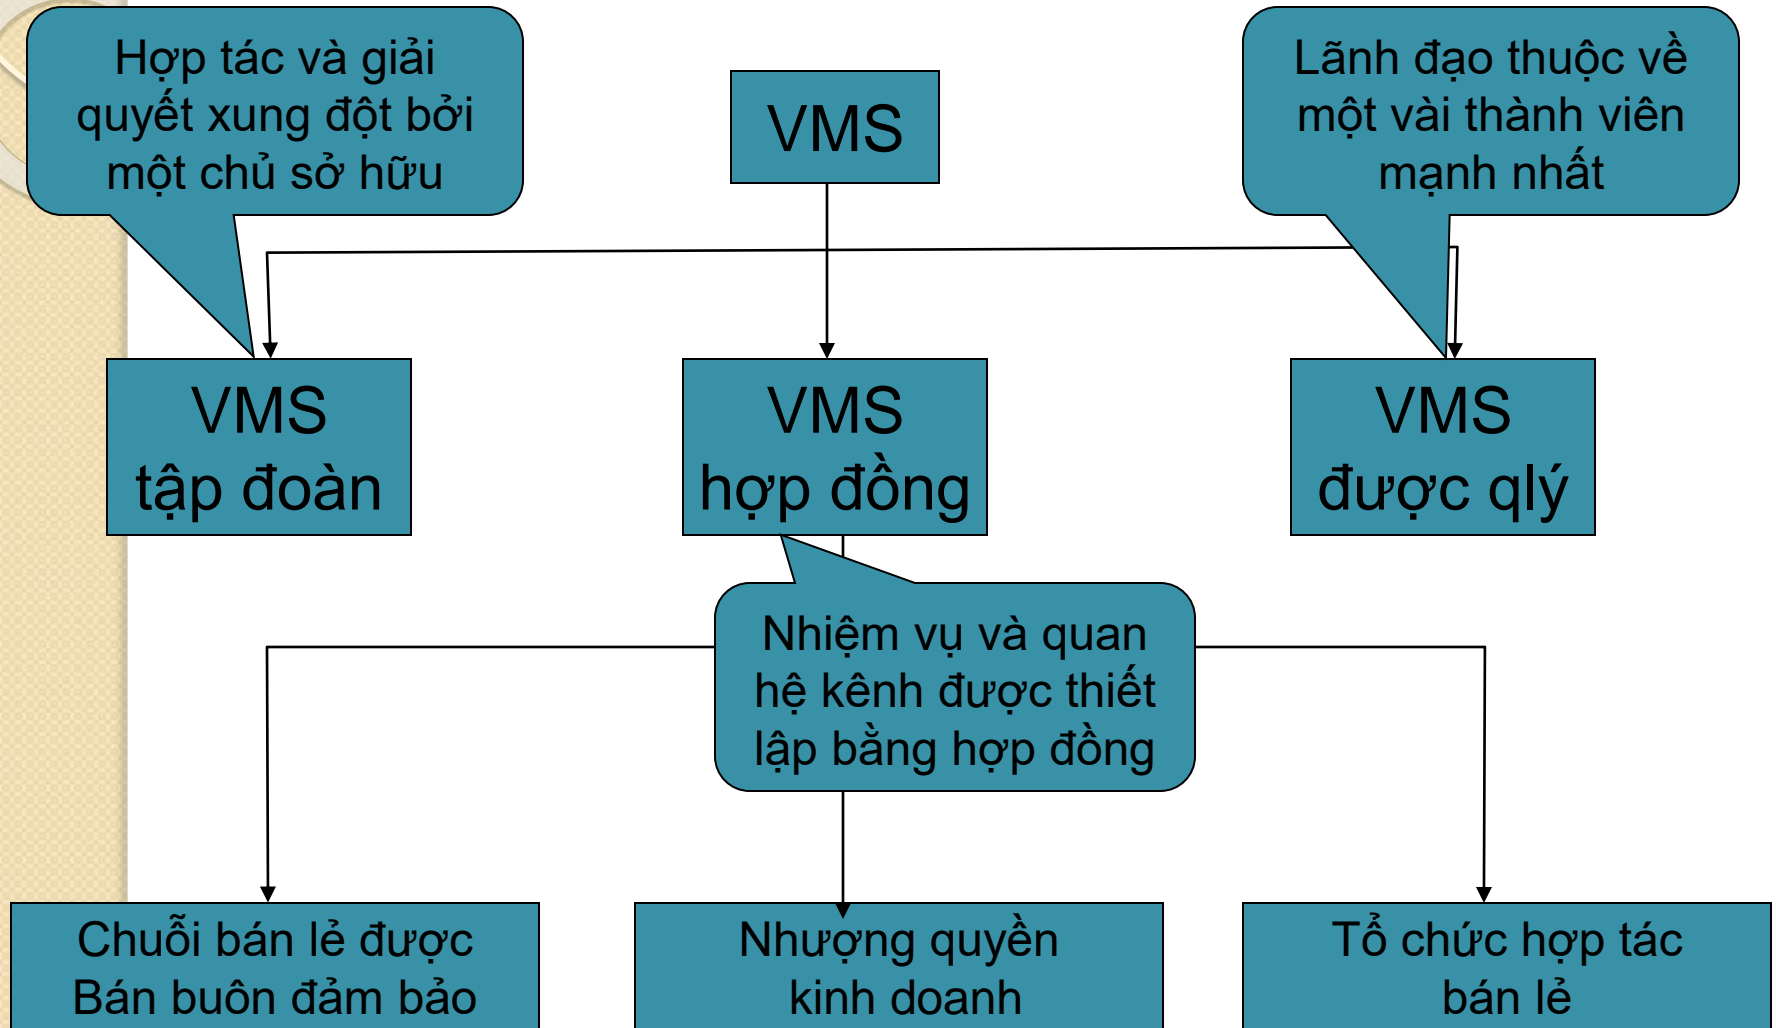 Hợp tác và giải
quyết xung đột bởi
một chủ sở hữu
VMS
Lãnh đạo thuộc về
một vài thành viên
mạnh nhất
VMS
tập đoàn
VMS
hợp đồng
VMS
được qlý
Nhiệm vụ và quan
hệ kênh được thiết
lập bằng hợp đồng
Chuỗi bán lẻ được
Bán buôn đảm bảo
Nhượng quyền
kinh doanh
Tổ chức hợp tác
bán lẻ